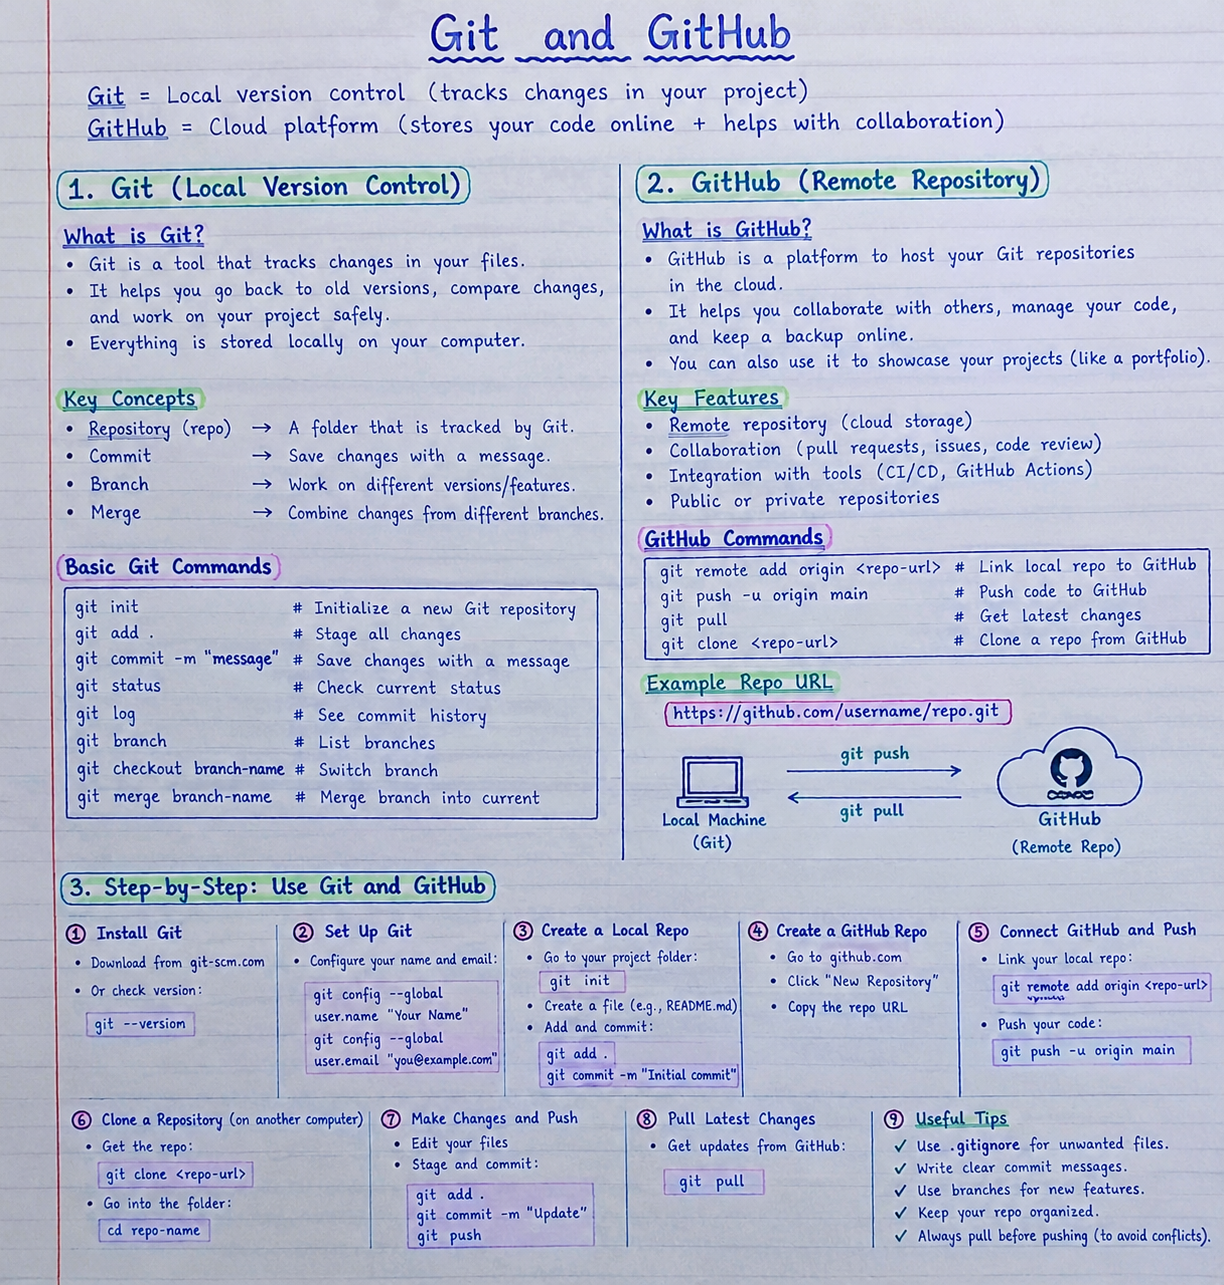 Git and GitHub
Git = Local version control (tracks changes in your project)
GitHub = Cloud platform (stores your code online + helps with collaboration)
1. Git (Local Version Control)
What is Git?
• Git is a tool that tracks changes in your files.
• It helps you go back to old versions, compare changes,
and work on your project safely.
• Everything is stored locally on your computer.
Key Concepts
• Repository (repo) → A folder that is tracked by Git.
• Commit → Save changes with a message.
• Branch → Work on different versions/features.
• Merge → Combine changes from different branches.
Basic Git Commands
git init # Initialize a new Git repository
git add . # Stage all changes
git commit -m "message" # Save changes with a message
git status # Check current status
git log # See commit history
git branch # List branches
git checkout branch-name # Switch branch
git merge branch-name # Merge branch into current
2. GitHub (Remote Repository)
What is GitHub?
• GitHub is a platform to host your Git repositories
in the cloud.
• It helps you collaborate with others, manage your code,
and keep a backup online.
• You can also use it to showcase your projects (like a portfolio).
Key Features
• Remote repository (cloud storage)
• Collaboration (pull requests, issues, code review)
• Integration with tools (CI/CD, GitHub Actions)
• Public or private repositories
GitHub Commands
git remote add origin <repo-url> # Link local repo to GitHub
git push -u origin main # Push code to GitHub
git pull # Get latest changes
git clone <repo-url> # Clone a repo from GitHub
Example Repo URL
https://github.com/username/repo.git
git push
git pull
Local Machine
(Git)
GitHub
(Remote Repo)
3. Step-by-Step: Use Git and GitHub
① Install Git
• Download from git-scm.com
• Or check version:
git --version
② Set Up Git
• Configure your name and email:
git config --global
user.name "Your Name"
git config --global
user.email "you@example.com"
③ Create a Local Repo
• Go to your project folder:
git init
• Create a file (e.g., README.md)
• Add and commit:
git add .
git commit -m "Initial commit"
④ Create a GitHub Repo
• Go to github.com
• Click "New Repository"
• Copy the repo URL
⑤ Connect GitHub and Push
• Link your local repo:
git remote add origin <repo-url>
• Push your code:
git push -u origin main
⑥ Clone a Repository (on another computer)
• Get the repo:
git clone <repo-url>
• Go into the folder:
cd repo-name
⑦ Make Changes and Push
• Edit your files
• Stage and commit:
git add .
git commit -m "Update"
git push
⑧ Pull Latest Changes
• Get updates from GitHub:
git pull
⑨ Useful Tips
✓ Use .gitignore for unwanted files.
✓ Write clear commit messages.
✓ Use branches for new features.
✓ Keep your repo organized.
✓ Always pull before pushing (to avoid conflicts).